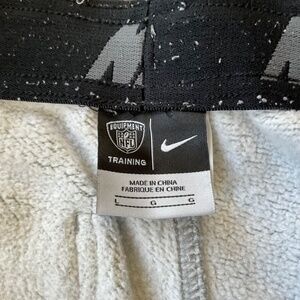 EQUIPMENT
NFL
TRAINING
MADE IN CHINA
FABRIQUÉ EN CHINE
L G G